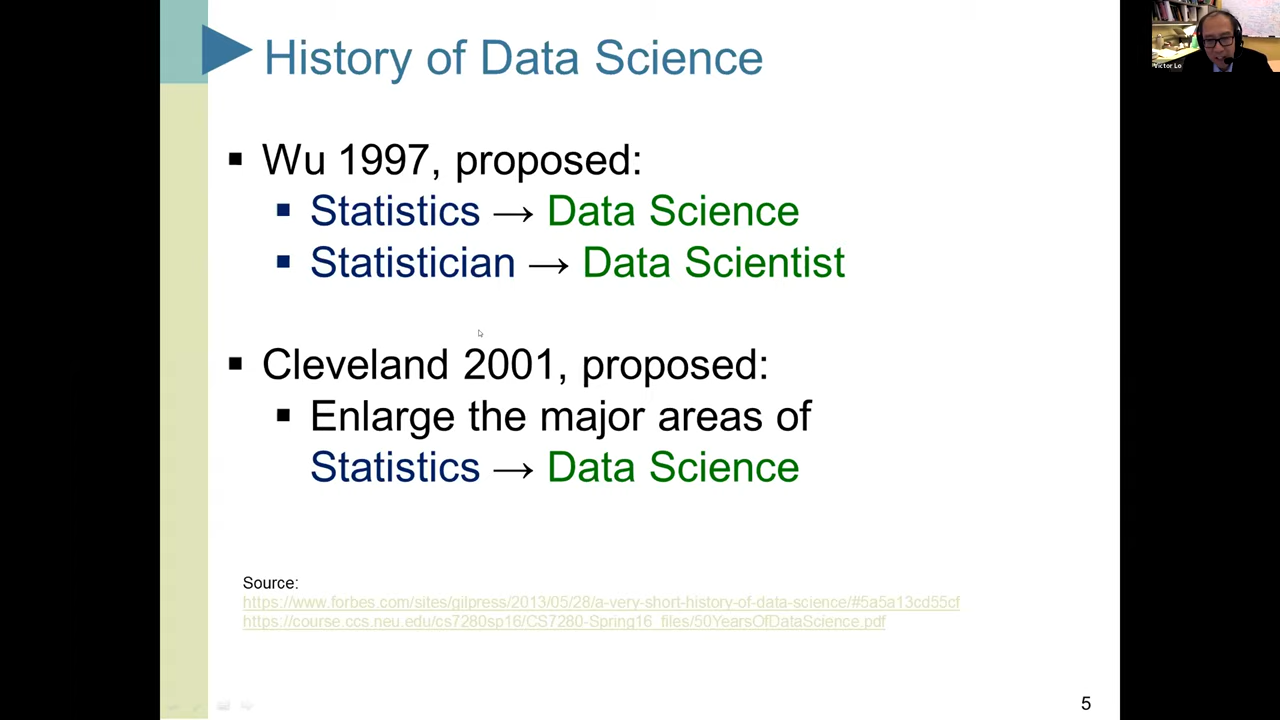 History of Data Science
Victor Lo
▪ Wu 1997, proposed:
▪ Statistics → Data Science
▪ Statistician → Data Scientist
▪ Cleveland 2001, proposed:
▪ Enlarge the major areas of
Statistics → Data Science
Source:
https://www.forbes.com/sites/gilpress/2013/05/28/a-very-short-history-of-data-science/#5a5a13cd55cf
https://course.ccs.neu.edu/cs7280sp16/CS7280-Spring16_files/50YearsOfDataScience.pdf
5